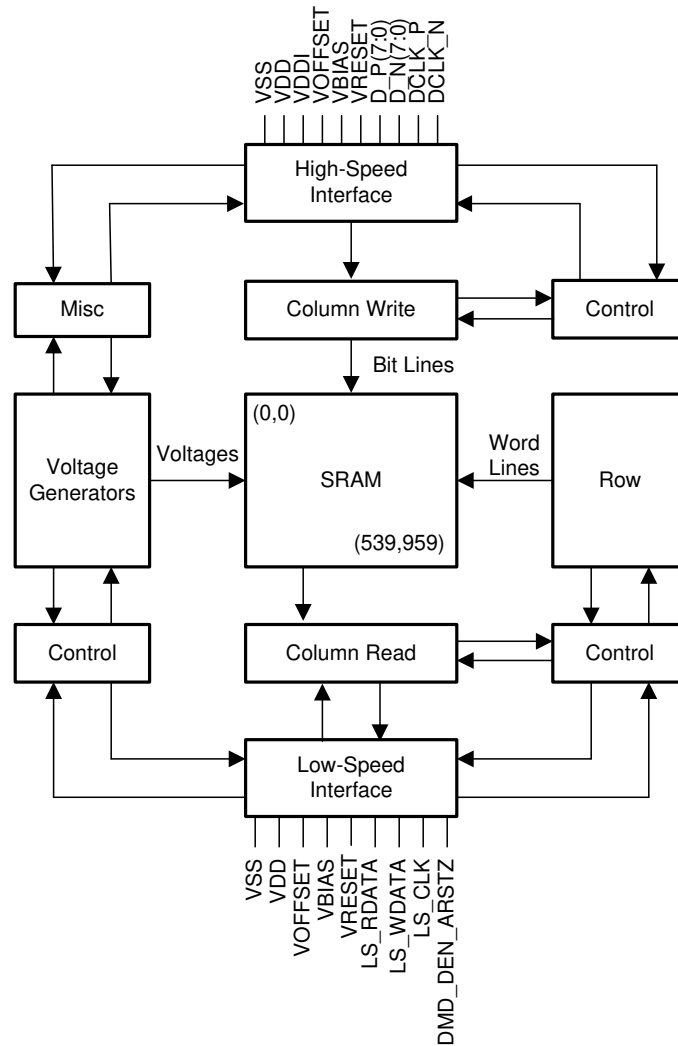 VSS
VDD
VDDI
VOFFSET
VBIAS
VRESET
D_P(7:0)
D_N(7:0)
DCLK_P
DCLK_N
High-Speed
Interface
Misc
Column Write
Control
Bit Lines
(0,0)
Voltage
Generators
Voltages
SRAM
Word
Lines
Row
(539,959)
Control
Column Read
Control
Low-Speed
Interface
VSS
VDD
VOFFSET
VBIAS
VRESET
LS_RDATA
LS_WDATA
LS_CLK
DMD_DEN_ARSTZ